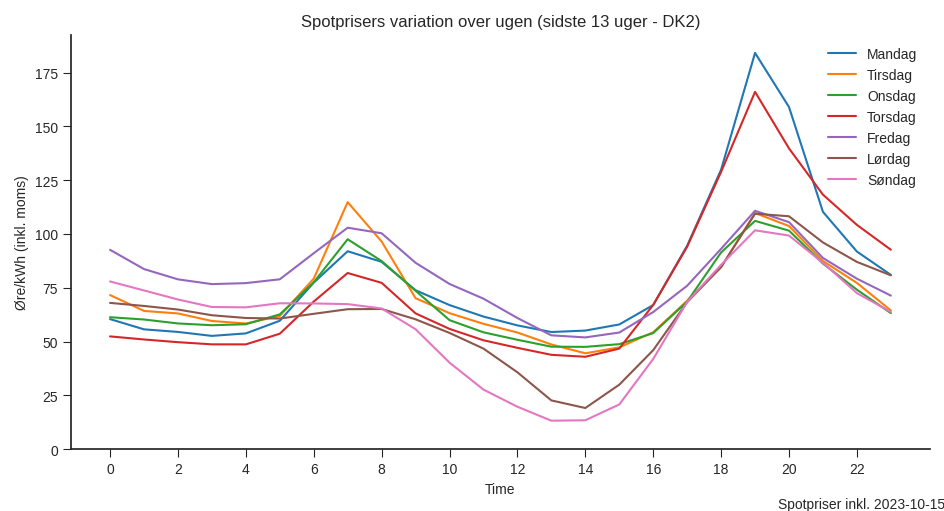 Spotprisers variation over ugen (sidste 13 uger - DK2)
Mandag
Tirsdag
Onsdag
Torsdag
Fredag
Lørdag
Søndag
Øre/kWh (inkl. moms)
175
150
125
100
75
50
25
0
0 2 4 6 8 10 12 14 16 18 20 22
Time
Spotpriser inkl. 2023-10-15